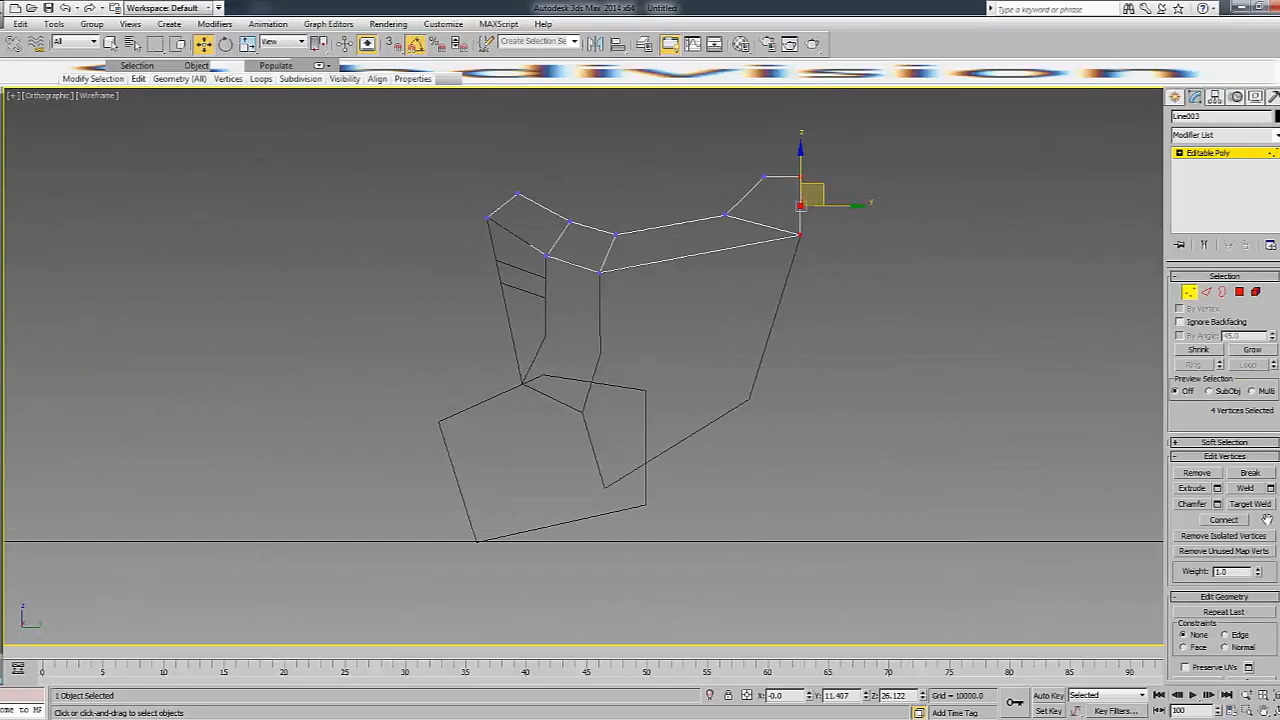 Workspace: Default
Autodesk 3ds Max 2014 x64 Untitled
Type a keyword or phrase
Edit Tools Group Views Create Modifiers Animation Graph Editors Rendering Customize MAXScript Help
All View Create Selection Se
Selection Object Populate
Modify Selection Edit Geometry (All) Vertices Loops Subdivision Visibility Align Properties
[+] [Orthographic] [Wireframe]
Line003
Modifier List
Editable Poly
z
y
Selection
By Vertex
Ignore Backfacing
By Angle: 45.0
Shrink Grow
Ring Loop
Preview Selection
Off SubObj Multi
4 Vertices Selected
Soft Selection
Edit Vertices
Remove Break
Extrude Weld
Chamfer Target Weld
Connect
Remove Isolated Vertices
Remove Unused Map Verts
Weight: 1.0
Edit Geometry
Repeat Last
Constraints
None Edge
Face Normal
Preserve UVs
z
0 5 10 15 20 25 30 35 40 45 50 55 60 65 70 75 80 85 90
1 Object Selected X: -0.0 Y: 11.407 Z: 26.122 Grid = 10000.0 Auto Key Selected
Click or click-and-drag to select objects Add Time Tag Set Key Key Filters... 100